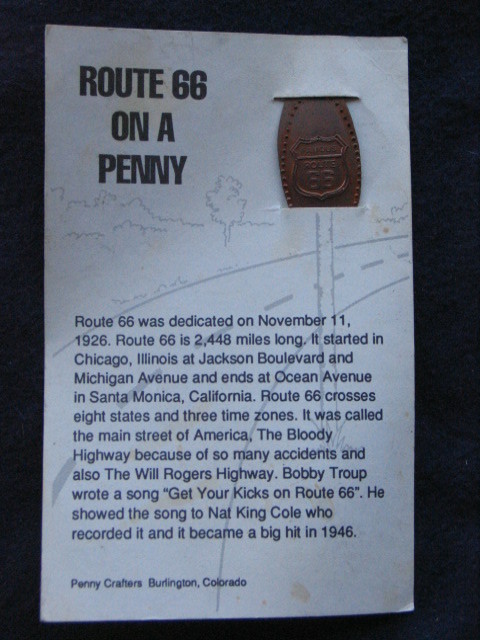 ROUTE 66
ON A
PENNY
ROUTE
66
Route 66 was dedicated on November 11,
1926. Route 66 is 2,448 miles long. It started in
Chicago, Illinois at Jackson Boulevard and
Michigan Avenue and ends at Ocean Avenue
in Santa Monica, California. Route 66 crosses
eight states and three time zones. It was called
the main street of America, The Bloody
Highway because of so many accidents and
also The Will Rogers Highway. Bobby Troup
wrote a song "Get Your Kicks on Route 66". He
showed the song to Nat King Cole who
recorded it and it became a big hit in 1946.
Penny Crafters Burlington, Colorado